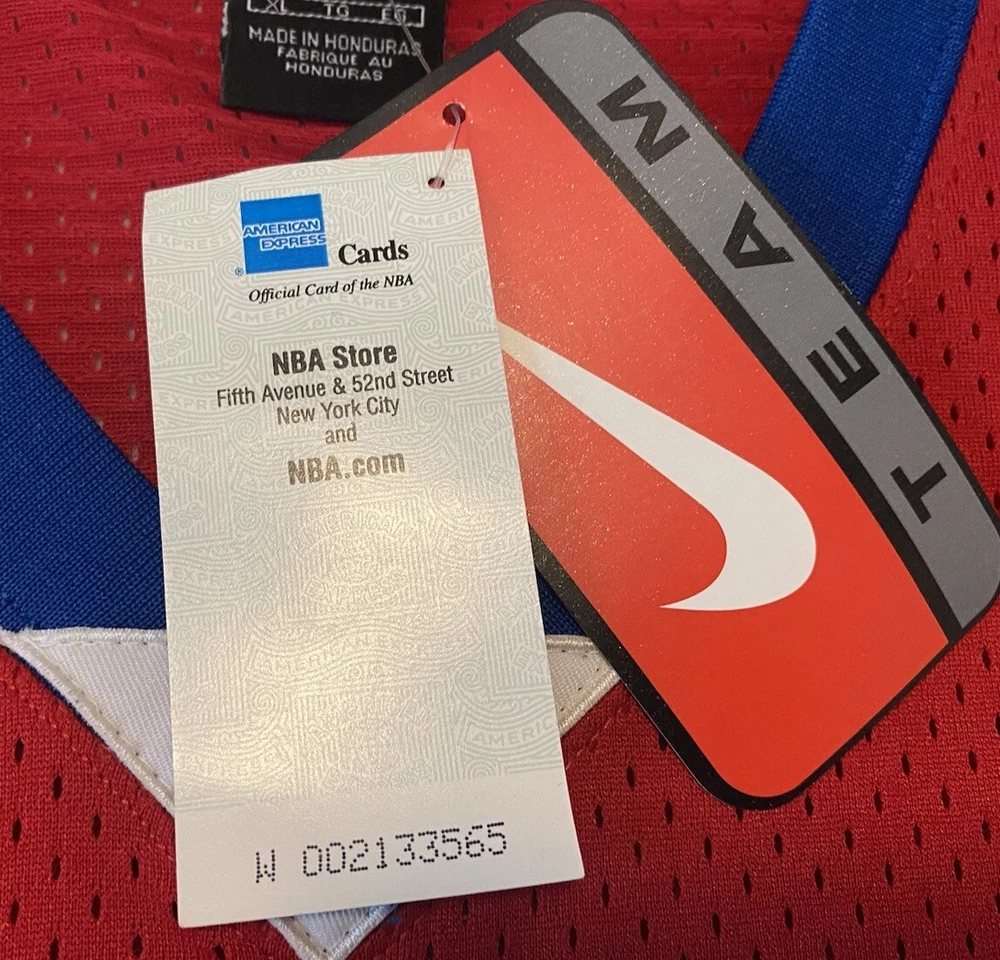 XL TG EG
MADE IN HONDURAS
FABRIQUE AU
HONDURAS
TEAM
AMERICAN
EXPRESS
®
Cards
Official Card of the NBA
NBA Store
Fifth Avenue & 52nd Street
New York City
and
NBA.com
W 002133565